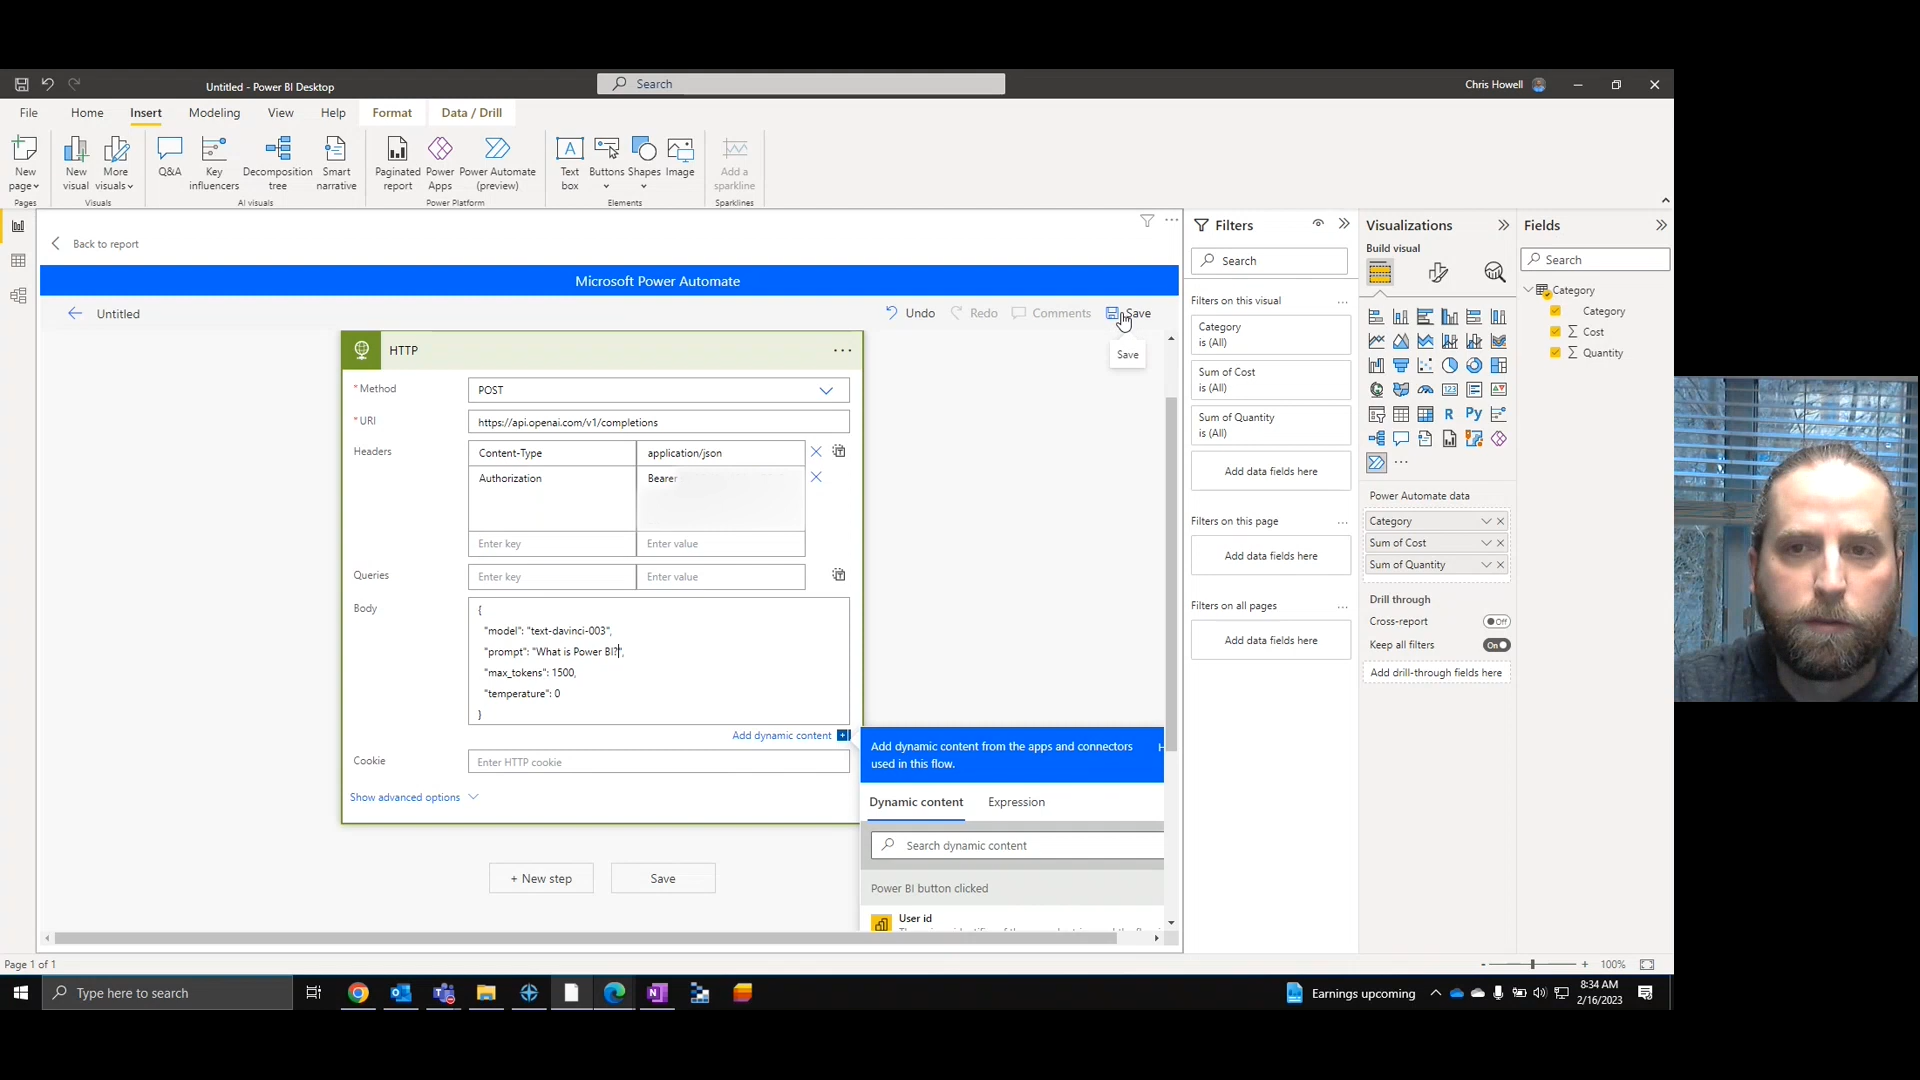 Untitled - Power BI Desktop
Search
Chris Howell
File
Home
Insert
Modeling
View
Help
Format
Data / Drill
New page
New visual
More visuals
Q&A
Key influencers
Decomposition tree
Smart narrative
Paginated report
Power Apps
Power Automate (preview)
Text box
Buttons
Shapes
Image
Add a sparkline
Pages
Visuals
AI visuals
Power Platform
Elements
Sparklines
Back to report
Microsoft Power Automate
Untitled
Undo
Redo
Comments
Save
Save
HTTP
* Method
POST
* URI
https://api.openai.com/v1/completions
Headers
Content-Type
application/json
Authorization
Bearer
Enter key
Enter value
Queries
Enter key
Enter value
Body
{
"model": "text-davinci-003",
"prompt": "What is Power BI?",
"max_tokens": 1500,
"temperature": 0
}
Add dynamic content
Cookie
Enter HTTP cookie
Show advanced options
+ New step
Save
Add dynamic content from the apps and connectors
used in this flow.
Dynamic content
Expression
Search dynamic content
Power BI button clicked
User id
Filters
Search
Filters on this visual
Category
is (All)
Sum of Cost
is (All)
Sum of Quantity
is (All)
Add data fields here
Filters on this page
Add data fields here
Filters on all pages
Add data fields here
Visualizations
Build visual
R
Py
123
Power Automate data
Category
Sum of Cost
Sum of Quantity
Drill through
Cross-report
Off
Keep all filters
On
Add drill-through fields here
Fields
Search
Category
Category
Cost
Quantity
Page 1 of 1
100%
Type here to search
Earnings upcoming
8:34 AM
2/16/2023